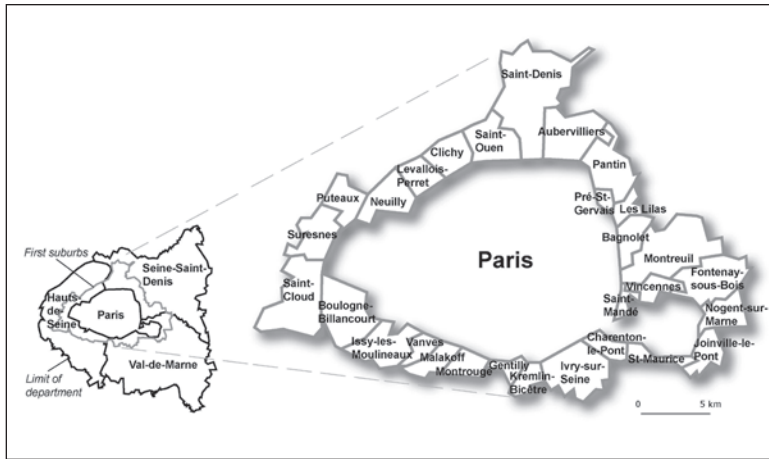 First suburbs
Seine-Saint-
Denis
Hauts-
de-
Seine
Paris
Val-de-Marne
Limit of
department
Saint-Denis
Saint-
Ouen
Aubervilliers
Clichy
Levallois-
Perret
Pantin
Puteaux
Neuilly
Pré-St-
Gervais
Les Lilas
Suresnes
Bagnolet
Paris
Montreuil
Fontenay-
sous-Bois
Saint-
Cloud
Vincennes
Boulogne-
Billancourt
Saint-
Mandé
Nogent-sur-
Marne
Issy-les-
Moulineaux
Vanves
Malakoff
Montrouge
Gentilly
Kremlin-
Bicêtre
Ivry-sur-
Seine
Charenton-
le-Pont
St-Maurice
Joinville-le-
Pont
0 5 km